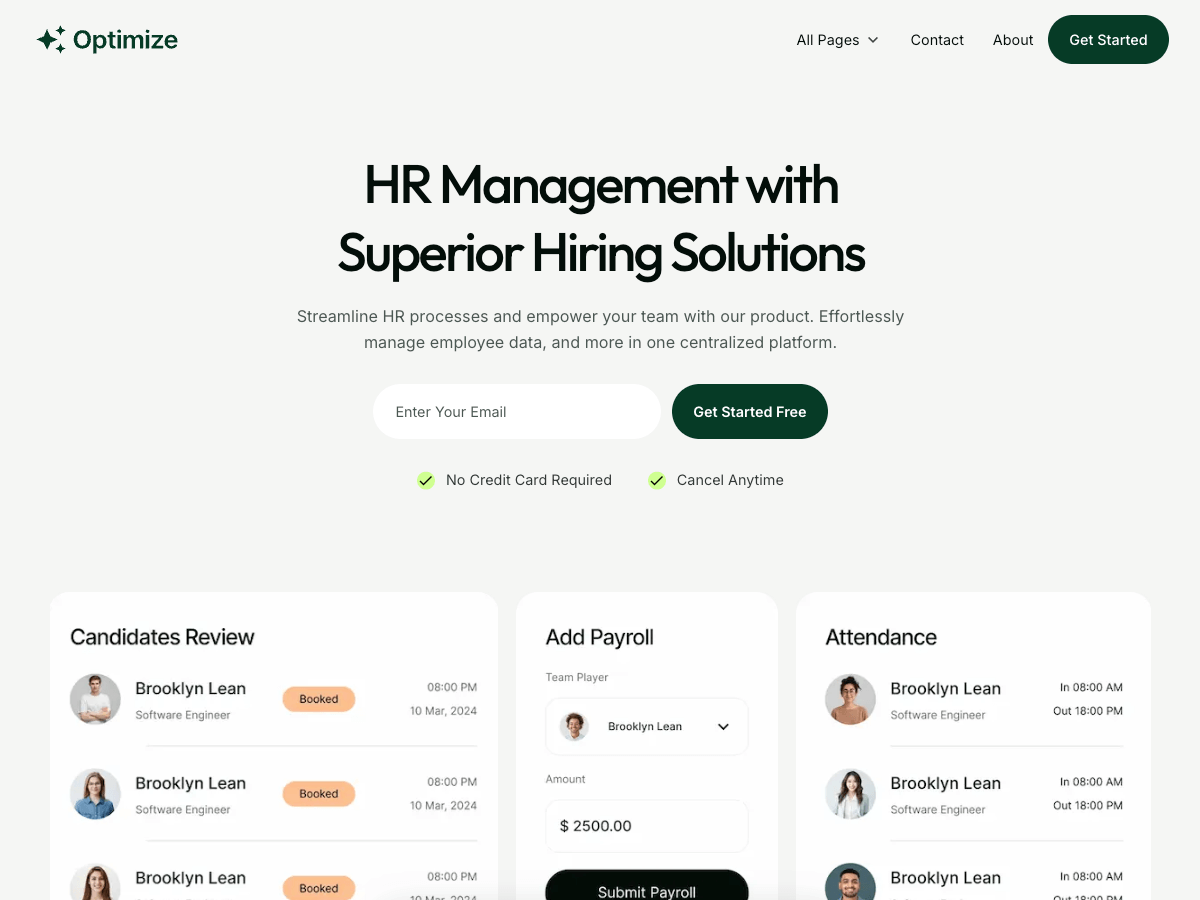 Optimize
All Pages
Contact
About
Get Started
HR Management with
Superior Hiring Solutions
Streamline HR processes and empower your team with our product. Effortlessly
manage employee data, and more in one centralized platform.
Enter Your Email
Get Started Free
No Credit Card Required
Cancel Anytime
Candidates Review
Brooklyn Lean
Software Engineer
Booked
08:00 PM
10 Mar, 2024
Brooklyn Lean
Software Engineer
Booked
08:00 PM
10 Mar, 2024
Brooklyn Lean
Booked
08:00 PM
Add Payroll
Team Player
Brooklyn Lean
Amount
$ 2500.00
Submit Payroll
Attendance
Brooklyn Lean
Software Engineer
In 08:00 AM
Out 18:00 PM
Brooklyn Lean
Software Engineer
In 08:00 AM
Out 18:00 PM
Brooklyn Lean
In 08:00 AM